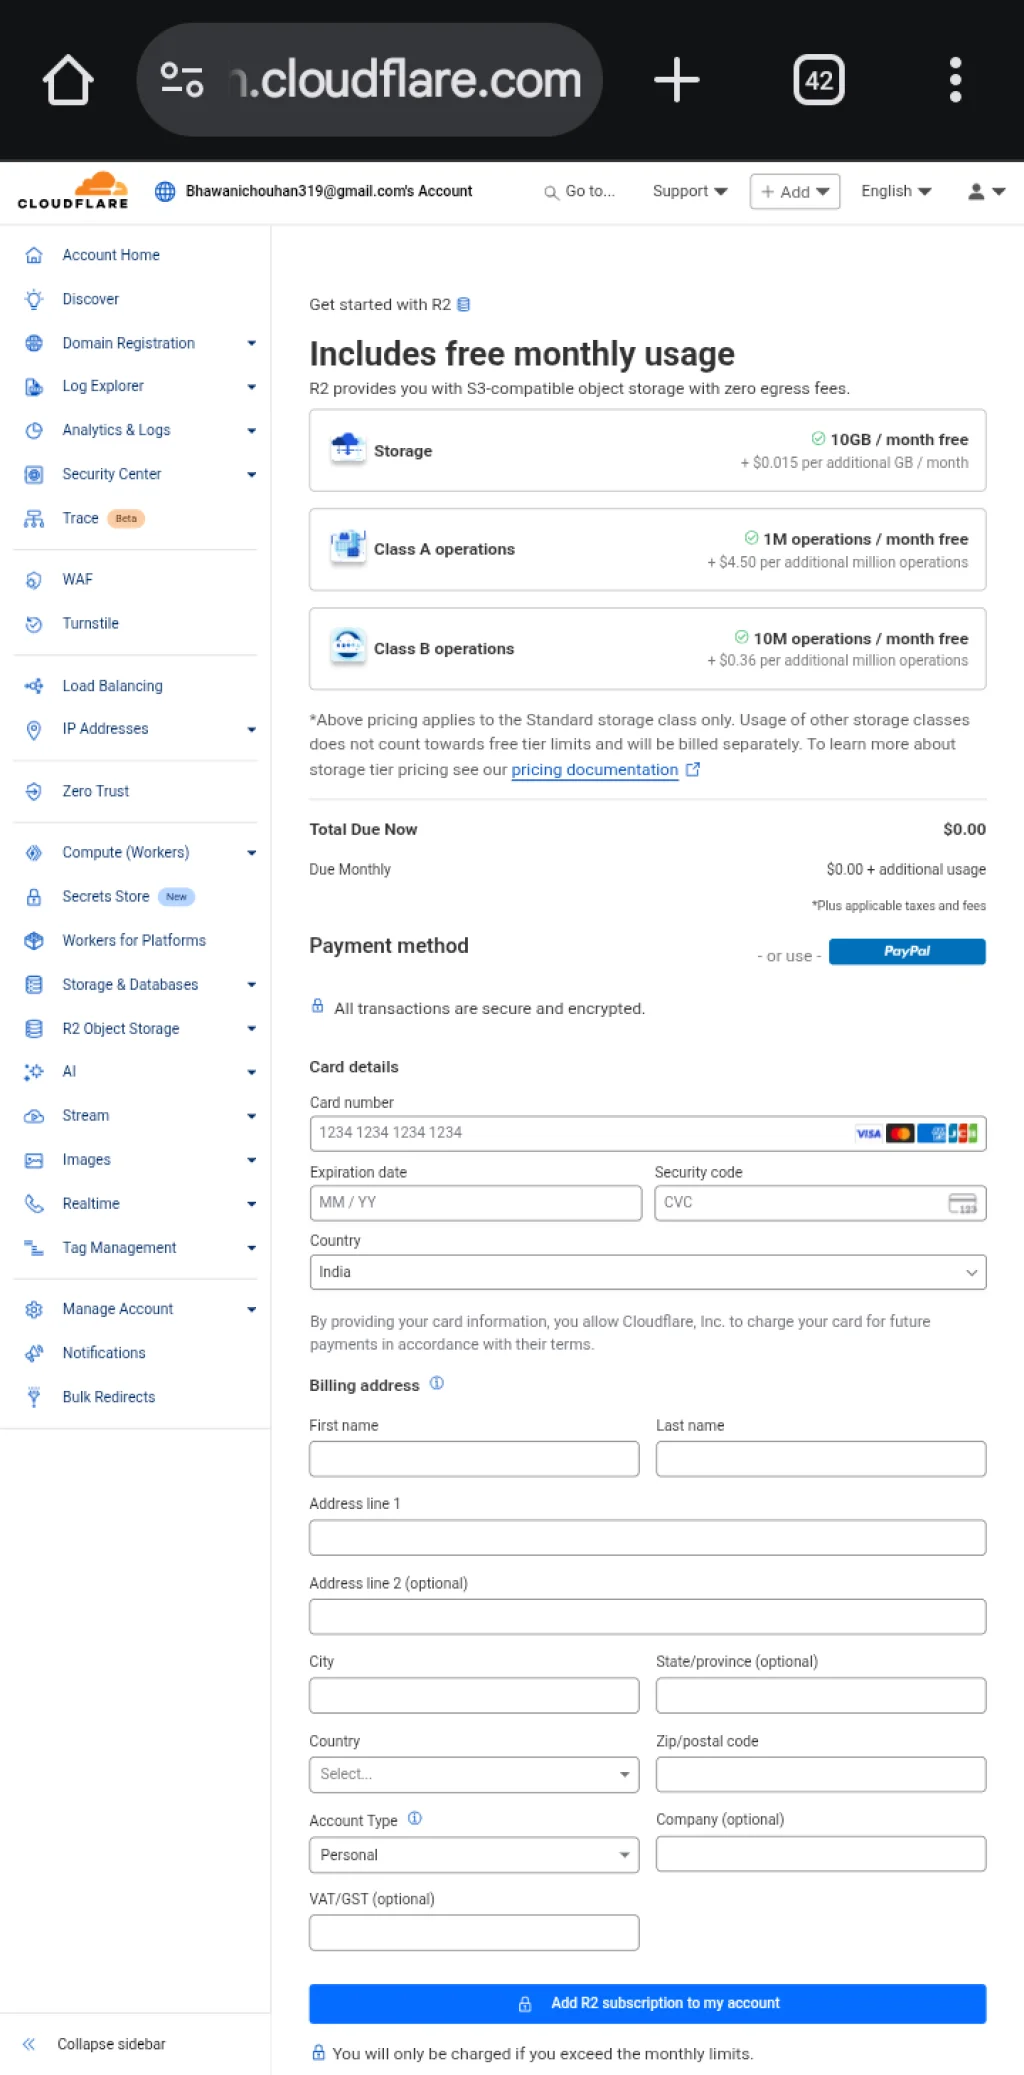 .cloudflare.com
42
CLOUDFLARE
Bhawanichouhan319@gmail.com's Account
Go to...
Support
+ Add
English
Account Home
Discover
Domain Registration
Log Explorer
Analytics & Logs
Security Center
Trace Beta
WAF
Turnstile
Load Balancing
IP Addresses
Zero Trust
Compute (Workers)
Secrets Store New
Workers for Platforms
Storage & Databases
R2 Object Storage
AI
Stream
Images
Realtime
Tag Management
Manage Account
Notifications
Bulk Redirects
Collapse sidebar
Get started with R2
Includes free monthly usage
R2 provides you with S3-compatible object storage with zero egress fees.
Storage
10GB / month free
+ $0.015 per additional GB / month
Class A operations
1M operations / month free
+ $4.50 per additional million operations
Class B operations
10M operations / month free
+ $0.36 per additional million operations
*Above pricing applies to the Standard storage class only. Usage of other storage classes
does not count towards free tier limits and will be billed separately. To learn more about
storage tier pricing see our pricing documentation
Total Due Now $0.00
Due Monthly $0.00 + additional usage
*Plus applicable taxes and fees
Payment method
- or use - PayPal
All transactions are secure and encrypted.
Card details
Card number
1234 1234 1234 1234 VISA
Expiration date Security code
MM / YY CVC 123
Country
India
By providing your card information, you allow Cloudflare, Inc. to charge your card for future
payments in accordance with their terms.
Billing address
First name Last name
Address line 1
Address line 2 (optional)
City State/province (optional)
Country Zip/postal code
Select...
Account Type Company (optional)
Personal
VAT/GST (optional)
Add R2 subscription to my account
You will only be charged if you exceed the monthly limits.